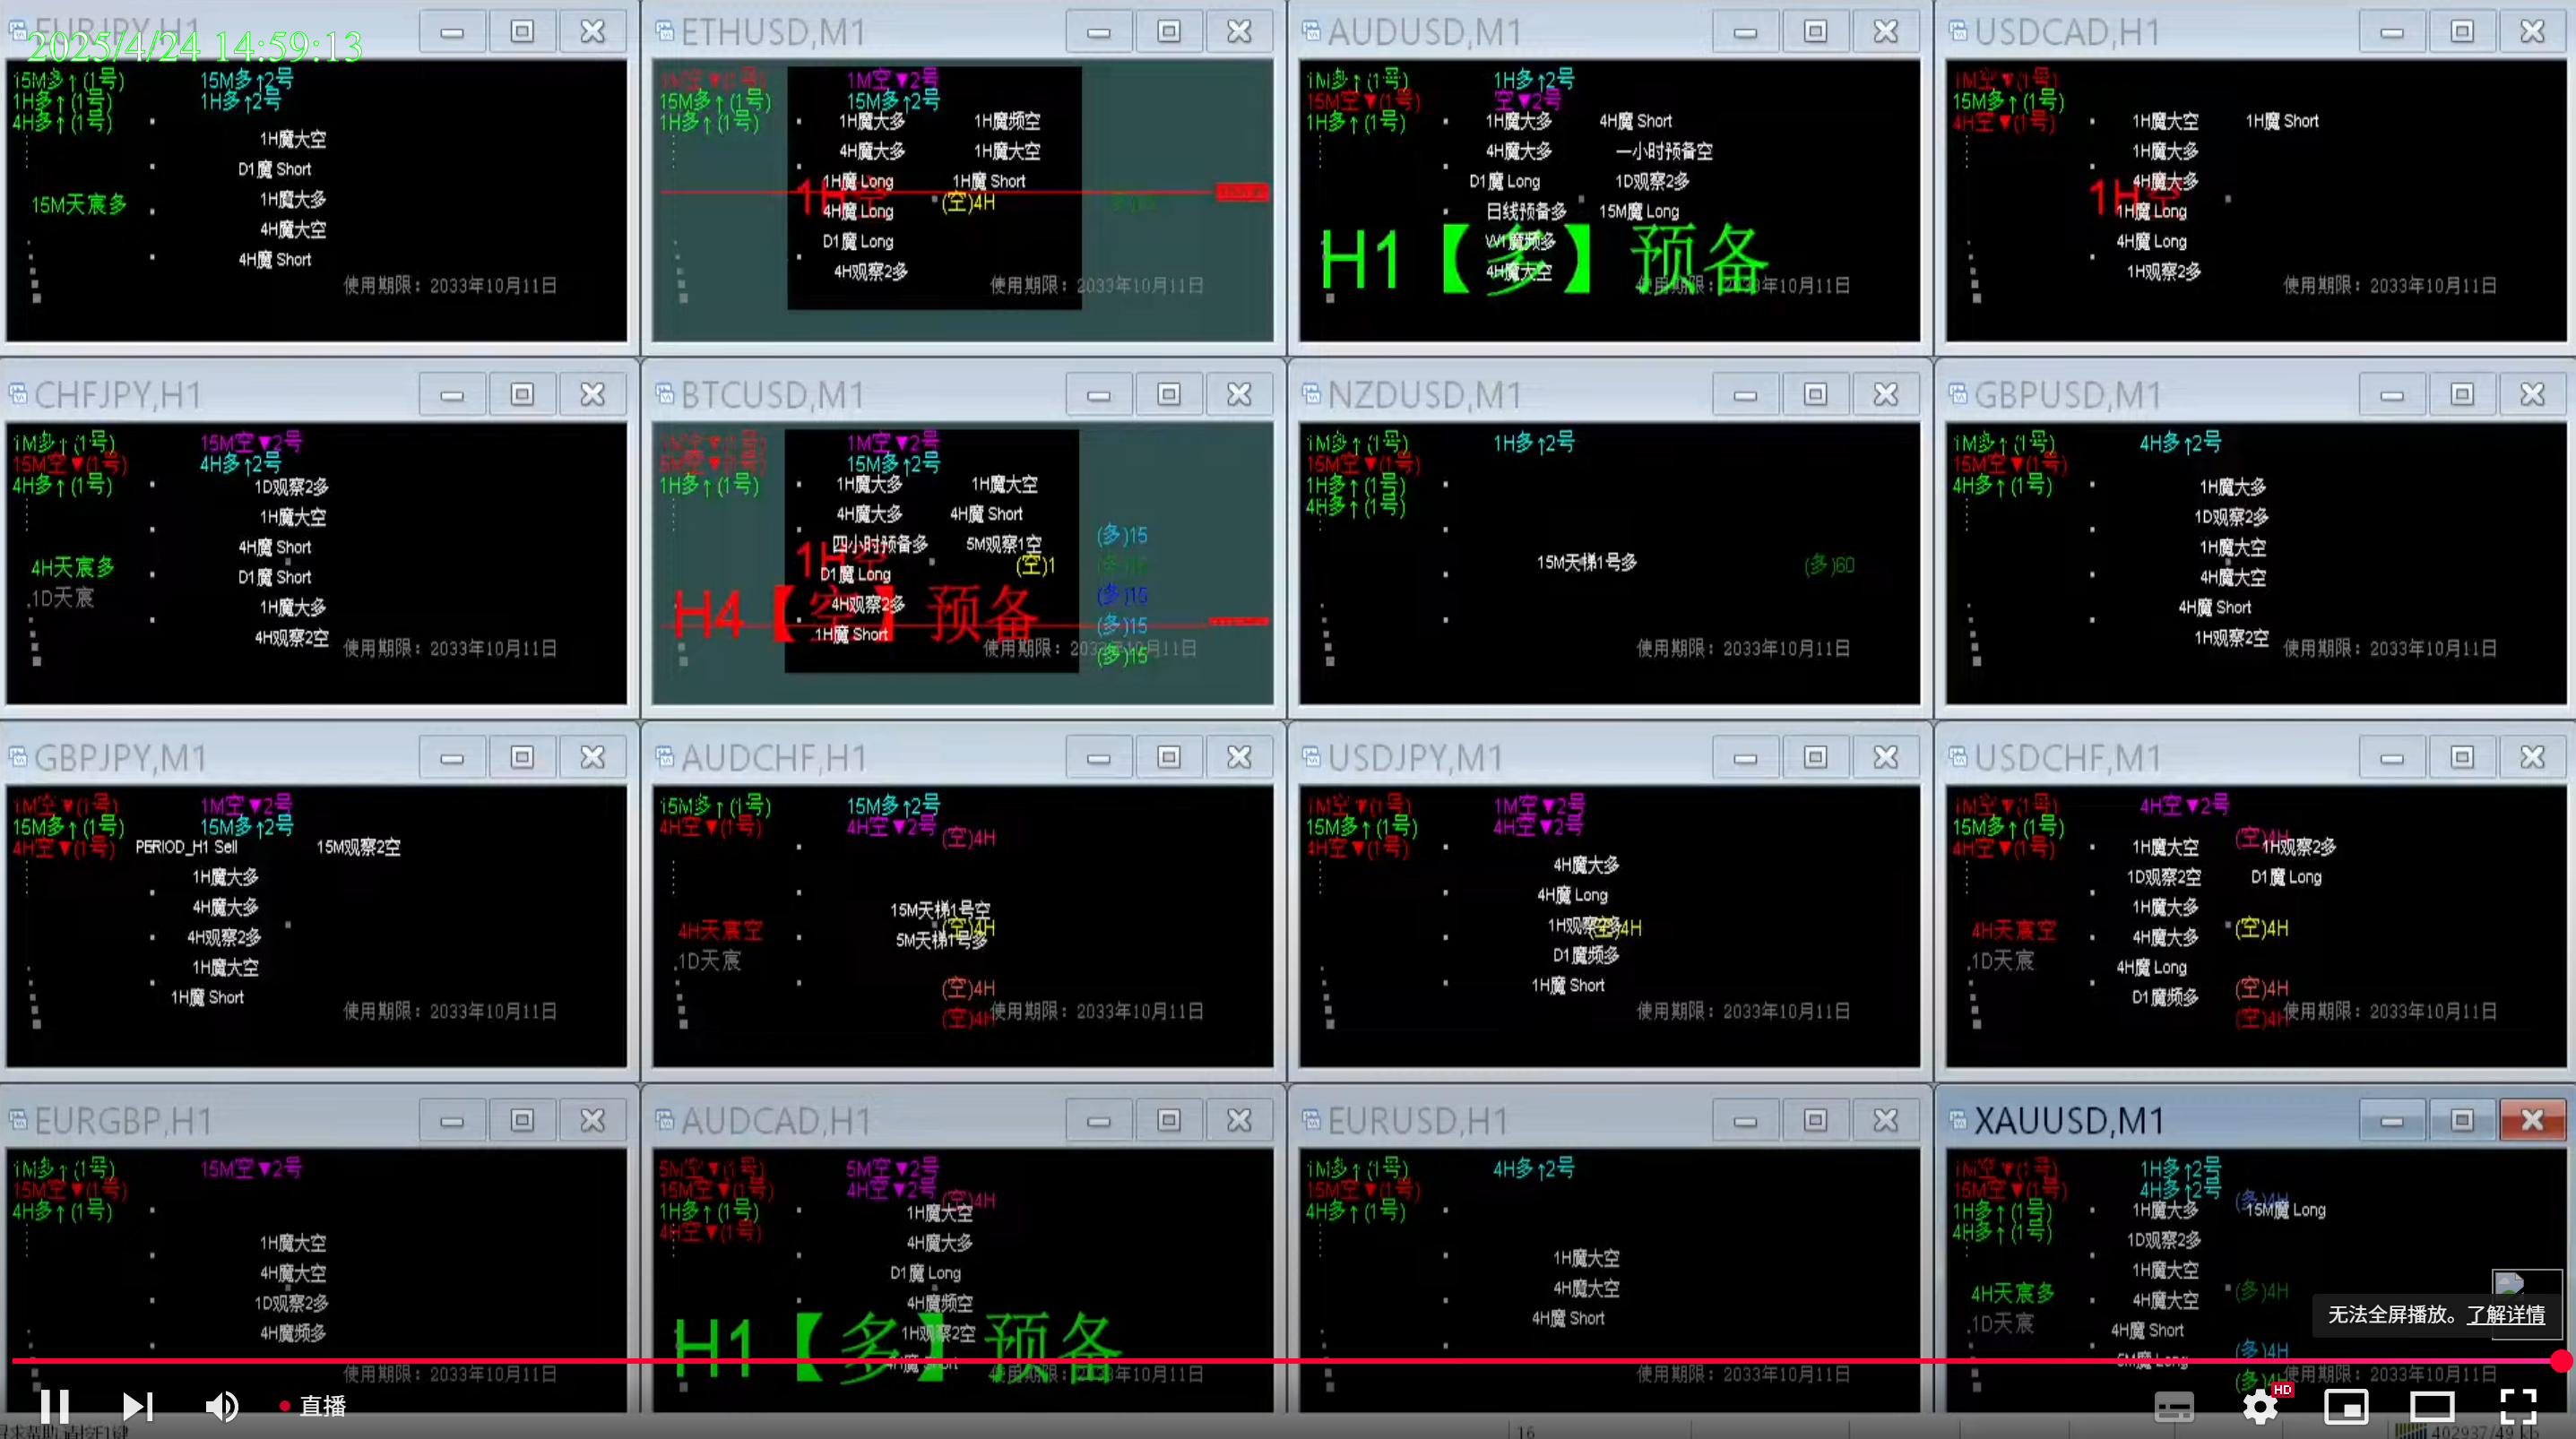 EURJPY,H1
2025/4/24 14:59:13
15M多↑(1号) 15M多↑2号
1H多↑(1号) 1H多↑2号
4H多↑(1号)
1H魔大空
D1魔 Short
1H魔大多
15M天宸多
4H魔大空
4H魔 Short
使用期限：2033年10月11日
ETHUSD,M1
1M空▼(1号) 1M空▼2号
15M多↑(1号) 15M多↑2号
1H多↑(1号)
1H魔大多 1H魔频空
4H魔大多 1H魔大空
1H魔 Long 1H魔 Short
1H空
(空)4H
4H魔 Long
D1魔 Long
4H观察2多
使用期限：2033年10月11日
AUDUSD,M1
1M多↑(1号) 1H多↑2号
15M空▼(1号) 空▼2号
1H多↑(1号)
1H魔大多 4H魔 Short
4H魔大多 一小时预备空
D1魔 Long 1D观察2多
日线预备多 15M魔 Long
W1魔频多
H1【多】预备
4H魔大空
使用期限：2033年10月11日
USDCAD,H1
1M空▼(1号)
15M多↑(1号)
4H空▼(1号)
1H魔大空 1H魔 Short
1H魔大多
4H魔大多
1H空
1H魔 Long
4H魔 Long
1H观察2多
使用期限：2033年10月11日
CHFJPY,H1
1M多↑(1号) 15M空▼2号
15M空▼(1号) 4H多↑2号
4H多↑(1号)
1D观察2多
1H魔大空
4H魔 Short
4H天宸多
D1魔 Short
.1D天宸
1H魔大多
4H观察2空
使用期限：2033年10月11日
BTCUSD,M1
1M空▼(1号) 1M空▼2号
5M空▼(1号) 15M多↑2号
1H多↑(1号)
1H魔大多 1H魔大空
4H魔大多 4H魔 Short
四小时预备多 5M观察1空
(多)15
1H空
(空)1
(多)15
D1魔 Long
4H观察2多
(多)15
H4【空】预备
(多)15
1H魔 Short
(多)15
使用期限：2033年10月11日
NZDUSD,M1
1M多↑(1号) 1H多↑2号
15M空▼(1号)
1H多↑(1号)
4H多↑(1号)
15M天梯1号多
(多)60
使用期限：2033年10月11日
GBPUSD,M1
1M多↑(1号) 4H多↑2号
15M空▼(1号)
4H多↑(1号)
1H魔大多
1D观察2多
1H魔大空
4H魔大空
4H魔 Short
1H观察2空
使用期限：2033年10月11日
GBPJPY,M1
1M空▼(1号) 1M空▼2号
15M多↑(1号) 15M多↑2号
4H空▼(1号)
PERIOD_H1 Sell 15M观察2空
1H魔大多
4H魔大多
4H观察2多
1H魔大空
1H魔 Short
使用期限：2033年10月11日
AUDCHF,H1
15M多↑(1号) 15M多↑2号
4H空▼(1号) 4H空▼2号
(空)4H
15M天梯1号空
4H天宸空
(空)4H
5M天梯1号多
.1D天宸
(空)4H
(空)4H
使用期限：2033年10月11日
USDJPY,M1
1M空▼(1号) 1M空▼2号
15M多↑(1号) 4H空▼2号
4H空▼(1号)
4H魔大多
4H魔 Long
1H观察2多
(空)4H
D1魔频多
1H魔 Short
使用期限：2033年10月11日
USDCHF,M1
1M空▼(1号) 4H空▼2号
15M多↑(1号)
4H空▼(1号)
(空)4H
1H魔大空 1H观察2多
1D观察2空 D1魔 Long
1H魔大多
4H天宸空
4H魔大多
(空)4H
.1D天宸
4H魔 Long
D1魔频多
(空)4H
(空)4H
使用期限：2033年10月11日
EURGBP,H1
1M多↑(1号) 15M空▼2号
15M空▼(1号)
4H多↑(1号)
1H魔大空
4H魔大空
1D观察2多
4H魔频多
使用期限：2033年10月11日
AUDCAD,H1
5M空▼(1号) 5M空▼2号
15M空▼(1号) 4H空▼2号
(空)4H
1H多↑(1号)
4H空▼(1号)
1H魔大空
4H魔大多
D1魔 Long
4H魔频空
1H观察2空
H1【多】预备
4H魔 Short
使用期限：2033年10月11日
EURUSD,H1
1M多↑(1号) 4H多↑2号
15M空▼(1号)
4H多↑(1号)
1H魔大空
4H魔大空
4H魔 Short
使用期限：2033年10月11日
XAUUSD,M1
1M空▼(1号) 1H多↑2号
15M空▼(1号) 4H多↑2号
1H多↑(1号)
4H多↑(1号)
(多)4H
1H魔大多 15M魔 Long
1D观察2多
1H魔大空
4H天宸多
4H魔大空
(多)4H
.1D天宸
4H魔 Short
5M魔 Long
(多)4H
(多)4H
使用期限：2033年10月11日
无法全屏播放。了解详情
直播
HD
16
402937/49 kb